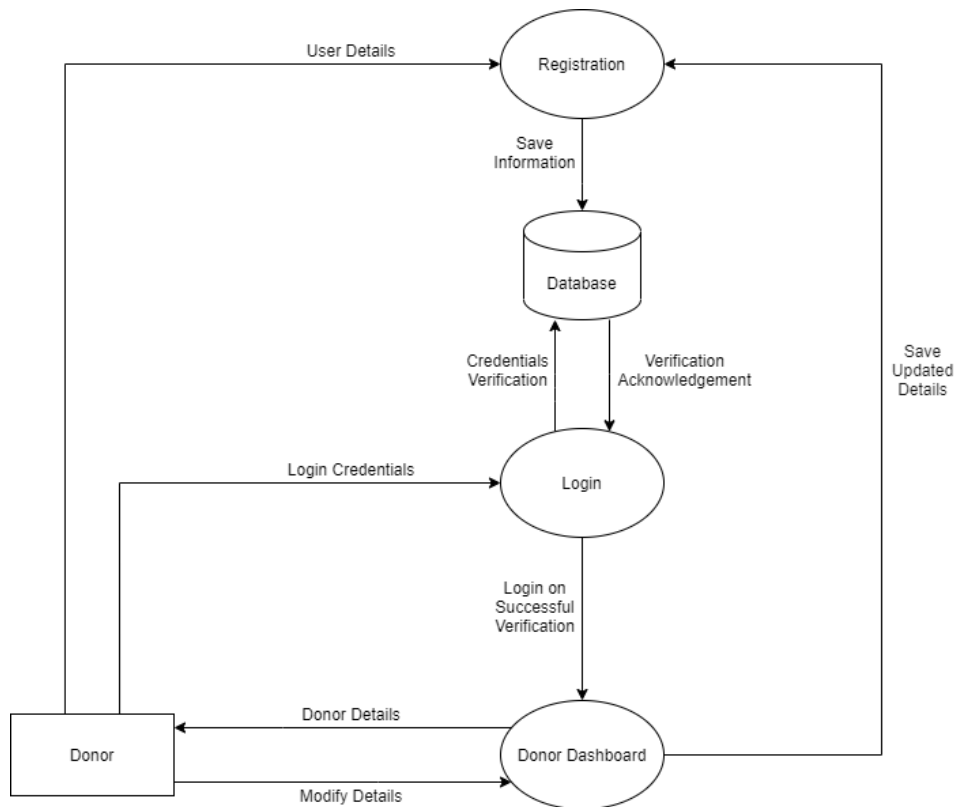 User Details
Registration
Save
Information
Database
Credentials
Verification
Verification
Acknowledgement
Save
Updated
Details
Login Credentials
Login
Login on
Successful
Verification
Donor Details
Donor
Donor Dashboard
Modify Details